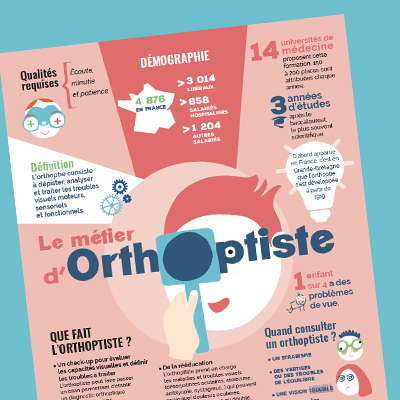 Qualités
requises
Écoute,
minutie
et patience
DÉMOGRAPHIE
4 876
EN FRANCE
> 3 014
LIBÉRAUX
> 658
SALARIÉS
HOSPITALIERS
> 1 204
AUTRES
SALARIÉS
14 universités de
médecine
proposent cette
formation. 150
à 200 places sont
attribuées chaque
année.
3 années
d'études
après le
baccalauréat,
le plus souvent
scientifique.
D'abord apparue
en France, c'est en
Grande-Bretagne
que l'orthoptie
s'est développée
à partir de
1919.
Définition
L'orthoptie consiste
à dépister, analyser
et traiter les troubles
visuels moteurs,
sensoriels
et fonctionnels.
Le métier
d'Orthoptiste
1 enfant
sur 4 a des
problèmes
de vue.
QUE FAIT
L'ORTHOPTISTE ?
• Un check-up pour évaluer
les capacités visuelles et définir
les troubles à traiter
L'orthoptiste peut faire passer
un bilan permettant d'établir
un diagnostic orthoptique
• De la rééducation
L'orthoptiste prend en charge
les maladies et troubles visuels
amblyopie, nystagmus...) qui peuvent
Quand consulter
un orthoptiste ?
• UN STRABISME
• DES VERTIGES
OU DES TROUBLES
DE L'ÉQUILIBRE
• UNE VISION TROUBLE